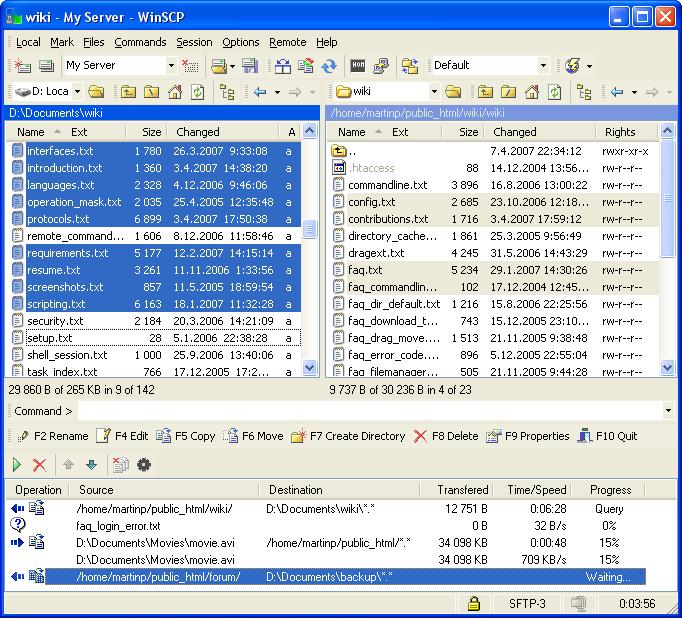 wiki - My Server - WinSCP
Local Mark Files Commands Session Options Remote Help
My Server Default
D: Loca wiki
D:\Documents\wiki /home/martinp/public_html/wiki/wiki
Name Ext Size Changed A Name Ext Size Changed Rights
interfaces.txt 1 780 26.3.2007 9:33:08 a .. 7.4.2007 22:34:12 rwxr-xr-x
introduction.txt 1 360 3.4.2007 14:38:20 a .htaccess 88 14.12.2004 13:56... rw-r--r--
languages.txt 2 328 4.12.2006 9:46:06 a commandline.txt 3 896 16.8.2006 13:00:22 rw-r--r--
operation_mask.txt 2 035 25.4.2005 12:35:48 a config.txt 2 685 23.10.2006 12:18... rw-r--r--
protocols.txt 6 899 3.4.2007 17:50:38 a contributions.txt 1 716 3.4.2007 17:59:12 rw-r--r--
remote_command... 1 606 8.12.2006 11:58:46 a directory_cache... 1 861 25.3.2005 9:56:49 rw-r--r--
requirements.txt 5 177 12.2.2007 14:15:14 a dragext.txt 4 245 31.5.2006 14:43:29 rw-r--r--
resume.txt 3 261 11.11.2006 1:33:56 a faq.txt 5 234 29.1.2007 14:30:26 rw-r--r--
screenshots.txt 857 11.5.2005 18:59:54 a faq_commandlin... 102 17.12.2004 12:45... rw-r--r--
scripting.txt 6 163 18.1.2007 11:32:28 a faq_dir_default.txt 1 216 15.8.2006 22:25:56 rw-r--r--
security.txt 2 184 20.3.2006 14:21:09 a faq_download_t... 743 15.12.2005 23:10... rw-r--r--
setup.txt 28 5.1.2006 22:38:28 a faq_drag_move.... 1 513 21.11.2005 9:38:48 rw-r--r--
shell_session.txt 1 000 25.9.2006 13:40:06 a faq_error_code.... 896 5.12.2005 22:55:04 rw-r--r--
task_index.txt 766 17.12.2005 17:2... a faq_filemanager... 662 21.11.2005 9:44:28 rw-r--r--
29 860 B of 265 KB in 9 of 142 9 737 B of 30 236 B in 4 of 23
Command >
F2 Rename F4 Edit F5 Copy F6 Move F7 Create Directory F8 Delete F9 Properties F10 Quit
Operation Source Destination Transfered Time/Speed Progress
/home/martinp/public_html/wiki/ D:\Documents\wiki\*.* 12 751 B 0:06:28 Query
faq_login_error.txt 0 B 32 B/s 0%
D:\Documents\Movies\movie.avi /home/martinp/public_html/*.* 34 098 KB 0:00:48 15%
D:\Documents\Movies\movie.avi 34 098 KB 709 KB/s 15%
/home/martinp/public_html/forum/ D:\Documents\backup\*.* Waiting...
SFTP-3 0:03:56